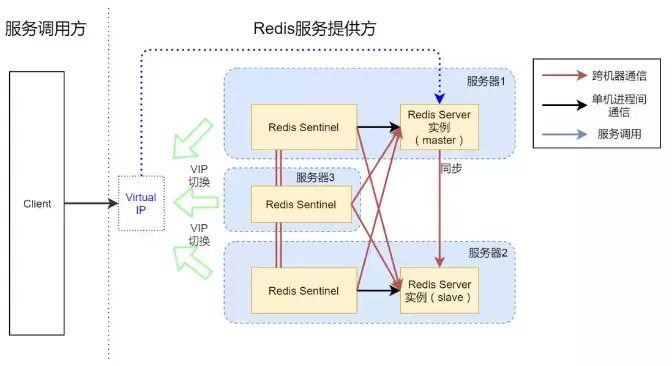 服务调用方
Redis服务提供方
服务器1
跨机器通信
单机进程间
通信
服务调用
Redis Sentinel
Redis Server
实例
(master)
VIP
切换
同步
服务器3
Client
Virtual
IP
Redis Sentinel
VIP
切换
服务器2
Redis Sentinel
Redis Server
实例(slave)